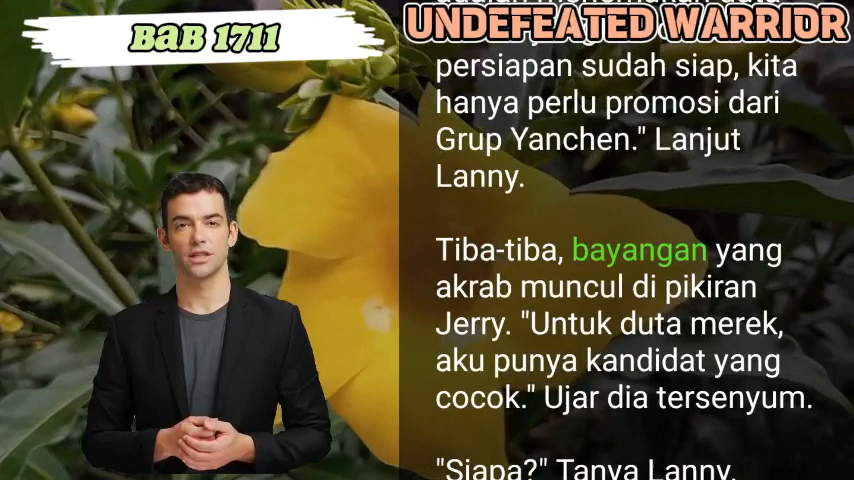 BAB 1711
UNDEFEATED WARRIOR
persiapan sudah siap, kita
hanya perlu promosi dari
Grup Yanchen." Lanjut
Lanny.
Tiba-tiba, bayangan yang
akrab muncul di pikiran
Jerry. "Untuk duta merek,
aku punya kandidat yang
cocok." Ujar dia tersenyum.
"Siapa?" Tanya Lanny.